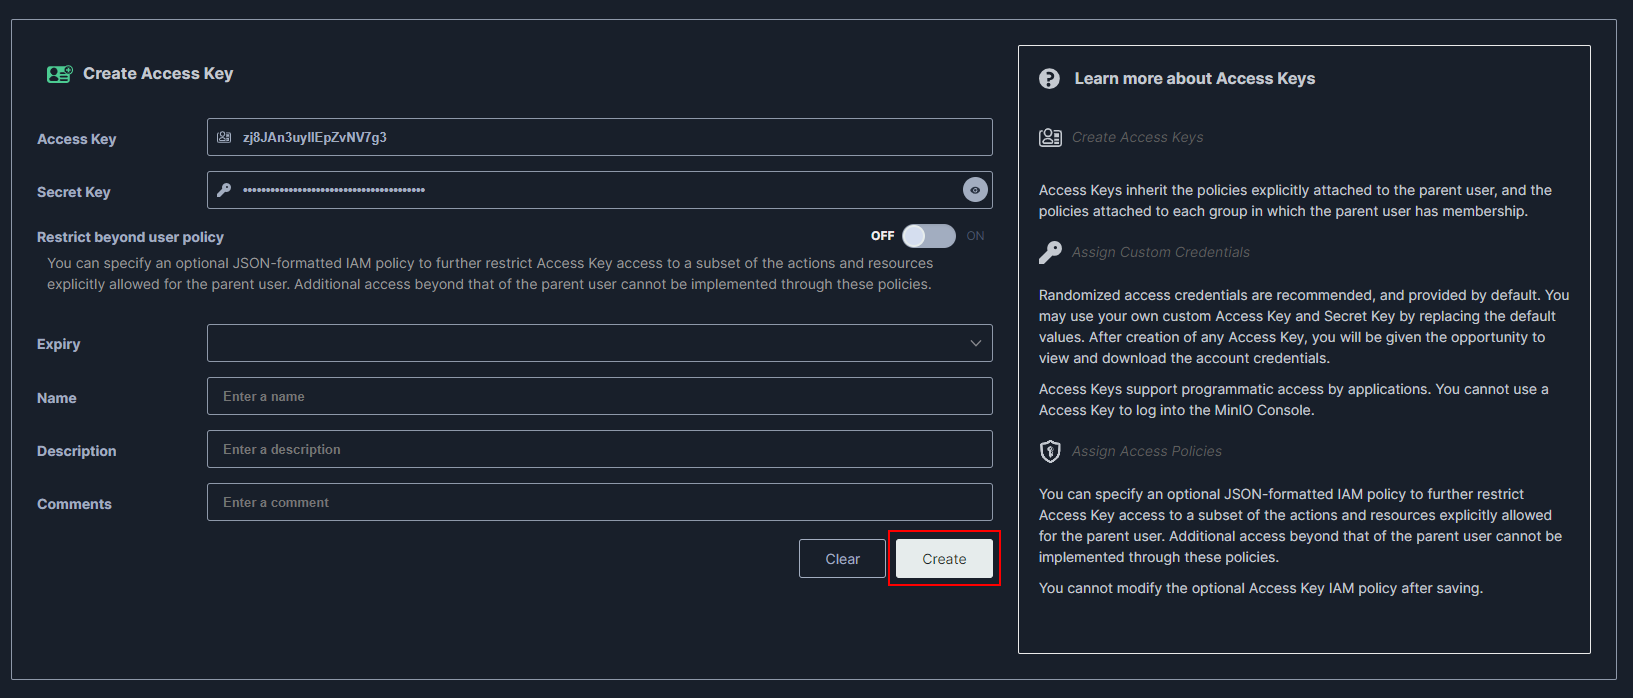 Create Access Key
Access Key
zj8JAn3uyIIEpZvNV7g3
Secret Key
••••••••••••••••••••••••••••••••••••••••
Restrict beyond user policy
OFF
ON
You can specify an optional JSON-formatted IAM policy to further restrict Access Key access to a subset of the actions and resources
explicitly allowed for the parent user. Additional access beyond that of the parent user cannot be implemented through these policies.
Expiry
Name
Enter a name
Description
Enter a description
Comments
Enter a comment
Clear
Create
Learn more about Access Keys
Create Access Keys
Access Keys inherit the policies explicitly attached to the parent user, and the
policies attached to each group in which the parent user has membership.
Assign Custom Credentials
Randomized access credentials are recommended, and provided by default. You
may use your own custom Access Key and Secret Key by replacing the default
values. After creation of any Access Key, you will be given the opportunity to
view and download the account credentials.
Access Keys support programmatic access by applications. You cannot use a
Access Key to log into the MinIO Console.
Assign Access Policies
You can specify an optional JSON-formatted IAM policy to further restrict
Access Key access to a subset of the actions and resources explicitly allowed
for the parent user. Additional access beyond that of the parent user cannot be
implemented through these policies.
You cannot modify the optional Access Key IAM policy after saving.